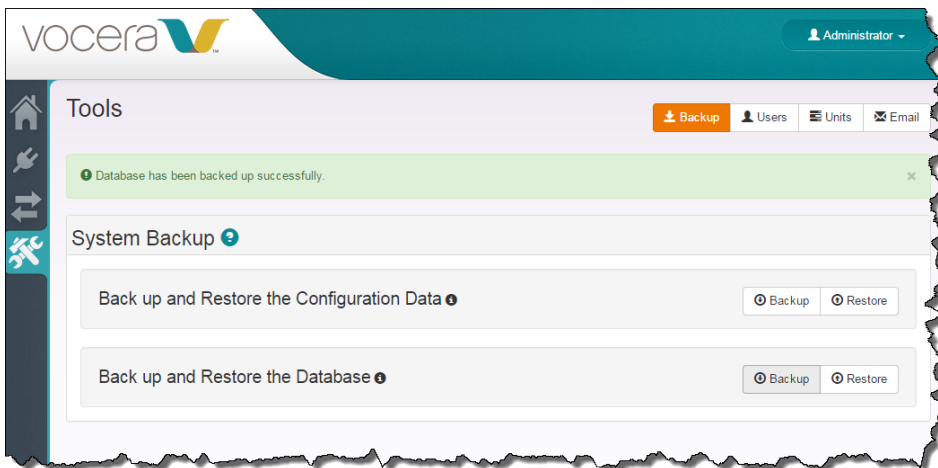 vocera
Administrator
Tools
Backup Users Units Email
Database has been backed up successfully. ×
System Backup
Back up and Restore the Configuration Data
Backup Restore
Back up and Restore the Database
Backup Restore